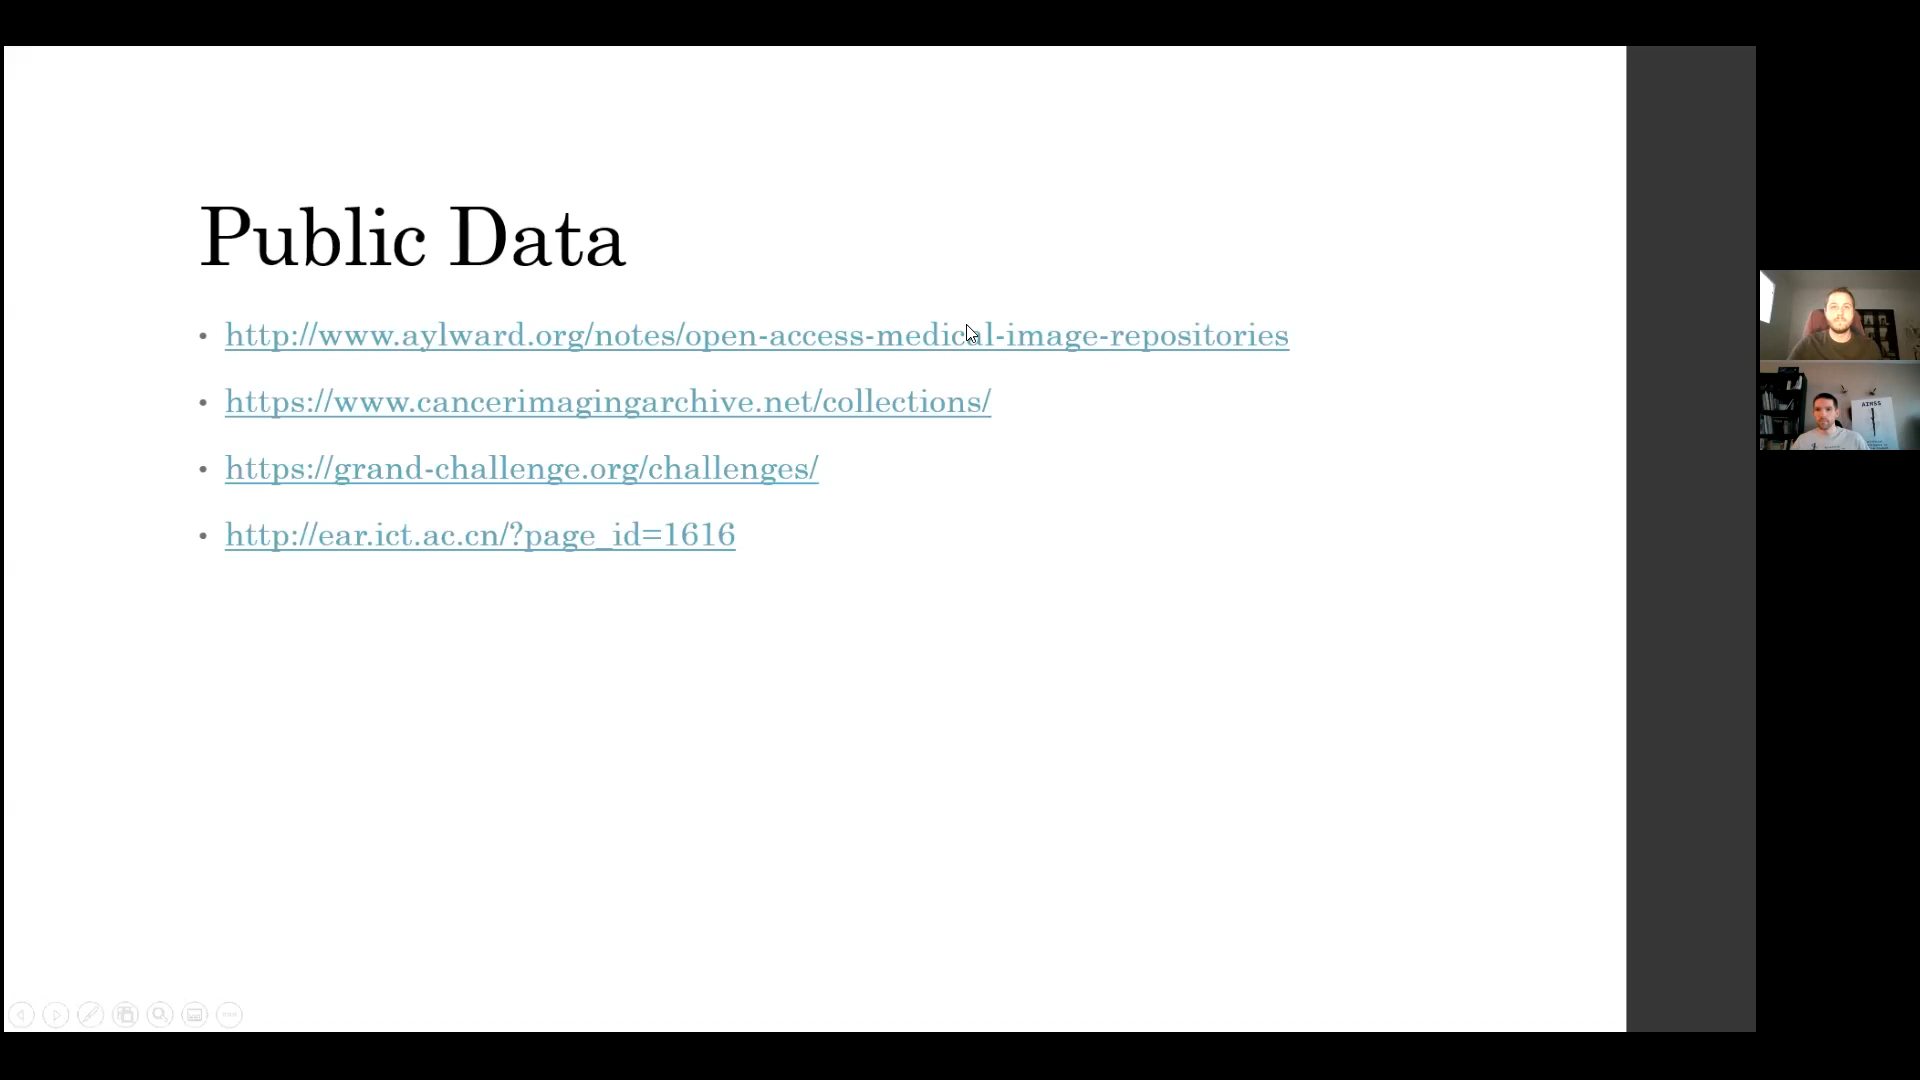 Public Data
• http://www.aylward.org/notes/open-access-medical-image-repositories
• https://www.cancerimagingarchive.net/collections/
• https://grand-challenge.org/challenges/
• http://ear.ict.ac.cn/?page_id=1616
AIMSS